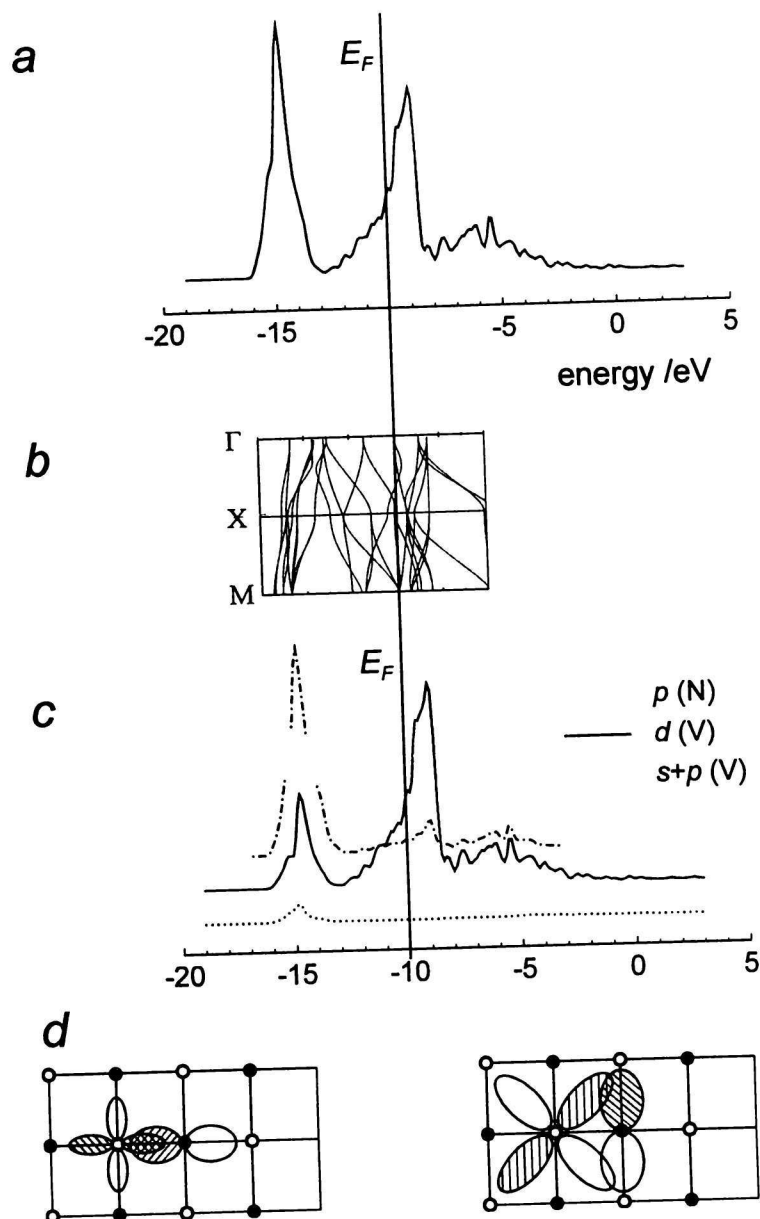 a
E_F
-20 -15 -5 0 5
energy /eV
b
Γ
X
M
c
E_F
p (N)
d (V)
s+p (V)
-20 -15 -10 -5 0 5
d